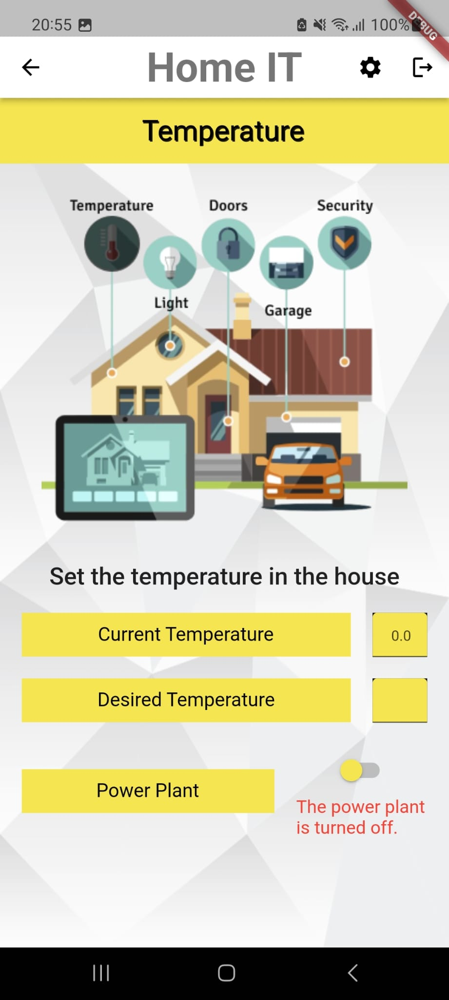 20:55
100%
DEBUG
Home IT
Temperature
Temperature
Doors
Security
Light
Garage
Set the temperature in the house
Current Temperature
0.0
Desired Temperature
Power Plant
The power plant
is turned off.